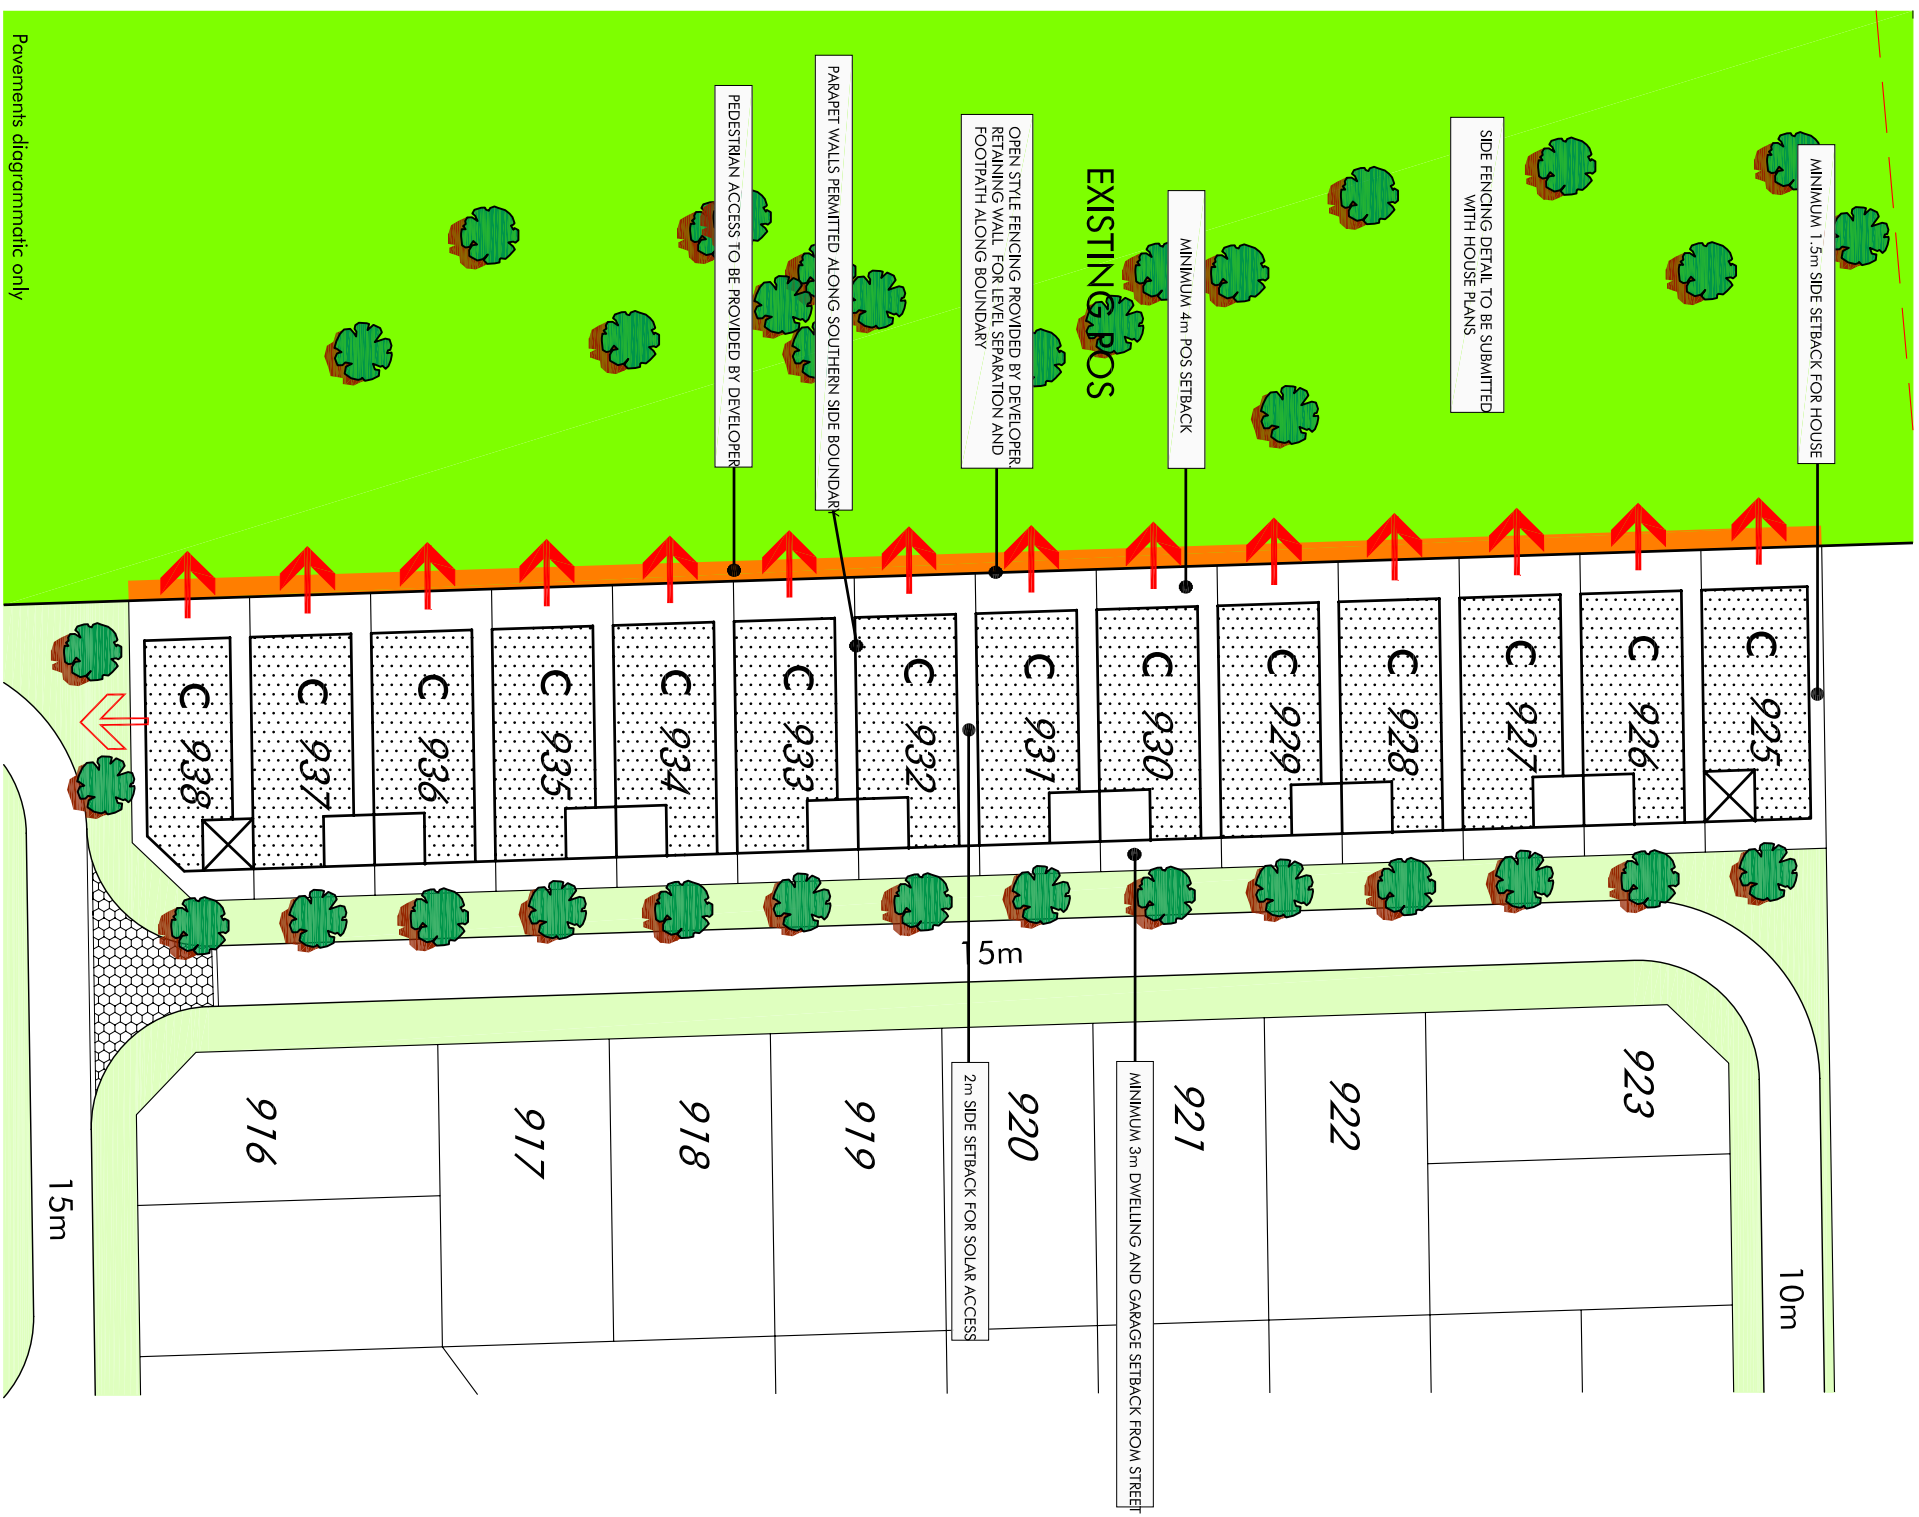 MINIMUM 1.5m SIDE SETBACK FOR HOUSE
SIDE FENCING DETAIL TO BE SUBMITTED
WITH HOUSE PLANS
MINIMUM 4m POS SETBACK
EXISTING POS
OPEN STYLE FENCING PROVIDED BY DEVELOPER.
RETAINING WALL FOR LEVEL SEPARATION AND
FOOTPATH ALONG BOUNDARY
PARAPET WALLS PERMITTED ALONG SOUTHERN SIDE BOUNDARY
PEDESTRIAN ACCESS TO BE PROVIDED BY DEVELOPER
Pavements diagrammatic only
C 925
C 926
C 927
C 928
C 929
C 930
C 931
C 932
C 933
C 934
C 935
C 936
C 937
C 938
15m
923
922
921
920
919
918
917
916
MINIMUM 3m DWELLING AND GARAGE SETBACK FROM STREET
2m SIDE SETBACK FOR SOLAR ACCESS
10m
15m